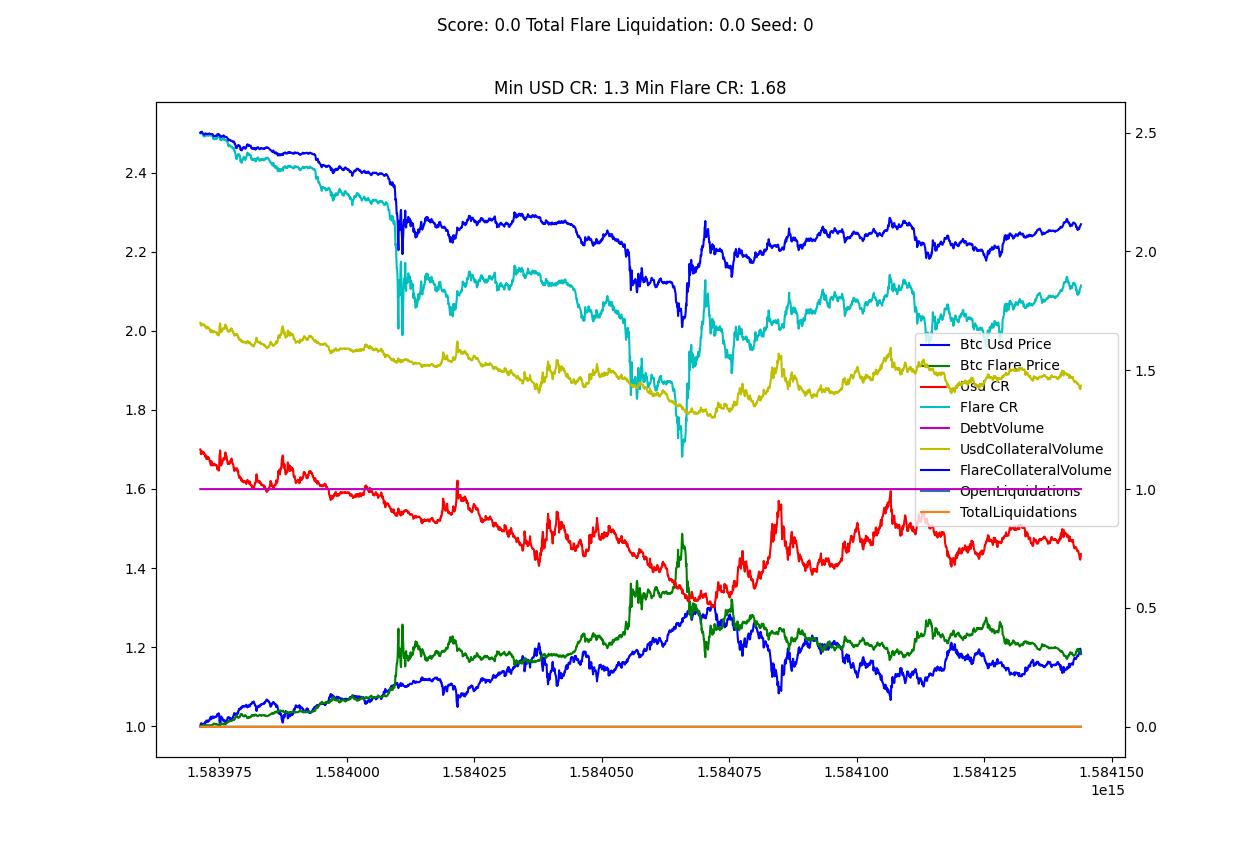 Score: 0.0 Total Flare Liquidation: 0.0 Seed: 0
Min USD CR: 1.3 Min Flare CR: 1.68
2.4
2.2
2.0
1.8
1.6
1.4
1.2
1.0
2.5
2.0
1.5
1.0
0.5
0.0
Btc Usd Price
Btc Flare Price
Usd CR
Flare CR
DebtVolume
UsdCollateralVolume
FlareCollateralVolume
OpenLiquidations
TotalLiquidations
1.583975 1.584000 1.584025 1.584050 1.584075 1.584100 1.584125 1.584150
1e15